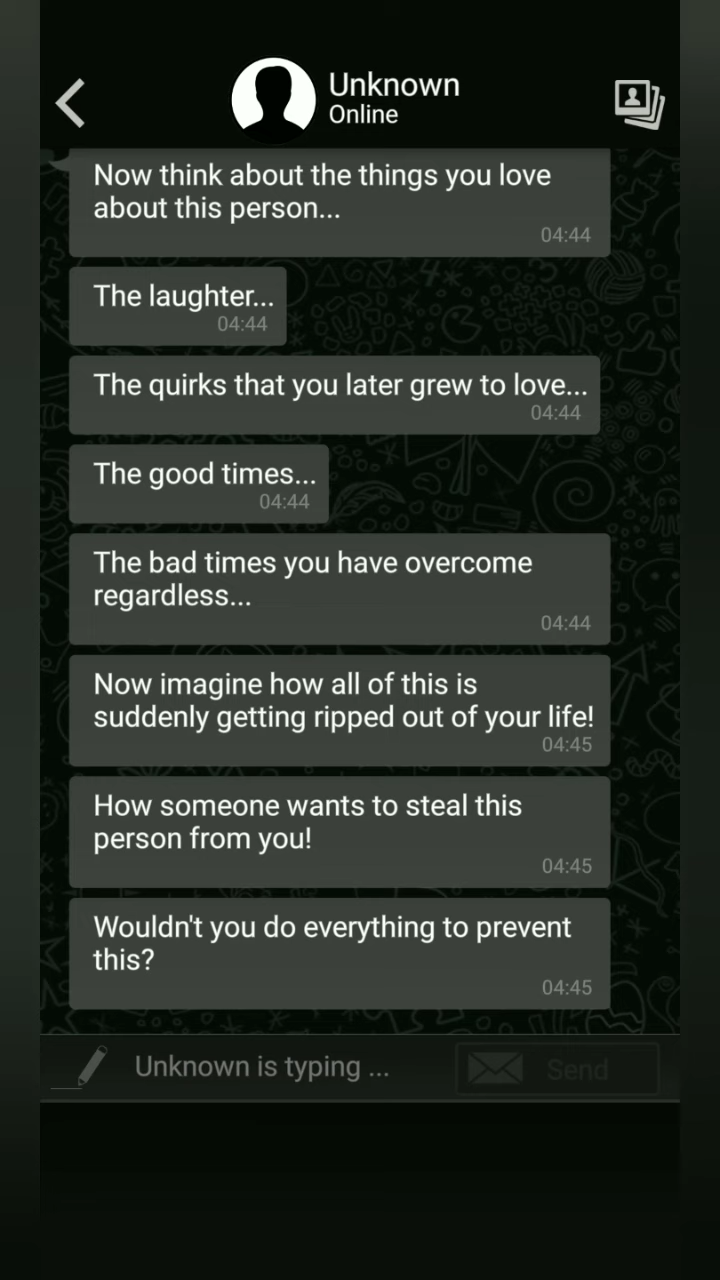 Unknown
Online
Now think about the things you love
about this person...
04:44
The laughter...
04:44
The quirks that you later grew to love...
04:44
The good times...
04:44
The bad times you have overcome
regardless...
04:44
Now imagine how all of this is
suddenly getting ripped out of your life!
04:45
How someone wants to steal this
person from you!
04:45
Wouldn't you do everything to prevent
this?
04:45
Unknown is typing ...
Send